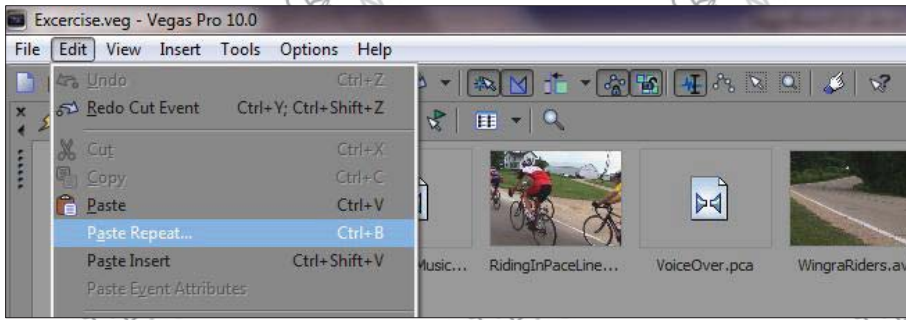 Excercise.veg - Vegas Pro 10.0
File Edit View Insert Tools Options Help
Undo Ctrl+Z
Redo Cut Event Ctrl+Y; Ctrl+Shift+Z
Cut Ctrl+X
Copy Ctrl+C
Paste Ctrl+V
Paste Repeat... Ctrl+B
Paste Insert Ctrl+Shift+V
Paste Event Attributes
Music... RidingInPaceLine... VoiceOver.pca WingraRiders.av